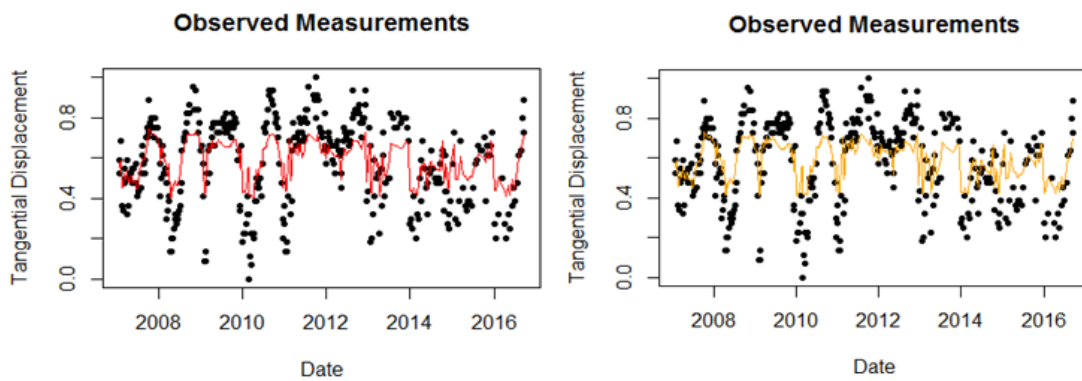 Observed Measurements
Tangential Displacement
0.0 0.4 0.8
2008 2010 2012 2014 2016
Date
Observed Measurements
Tangential Displacement
0.0 0.4 0.8
2008 2010 2012 2014 2016
Date